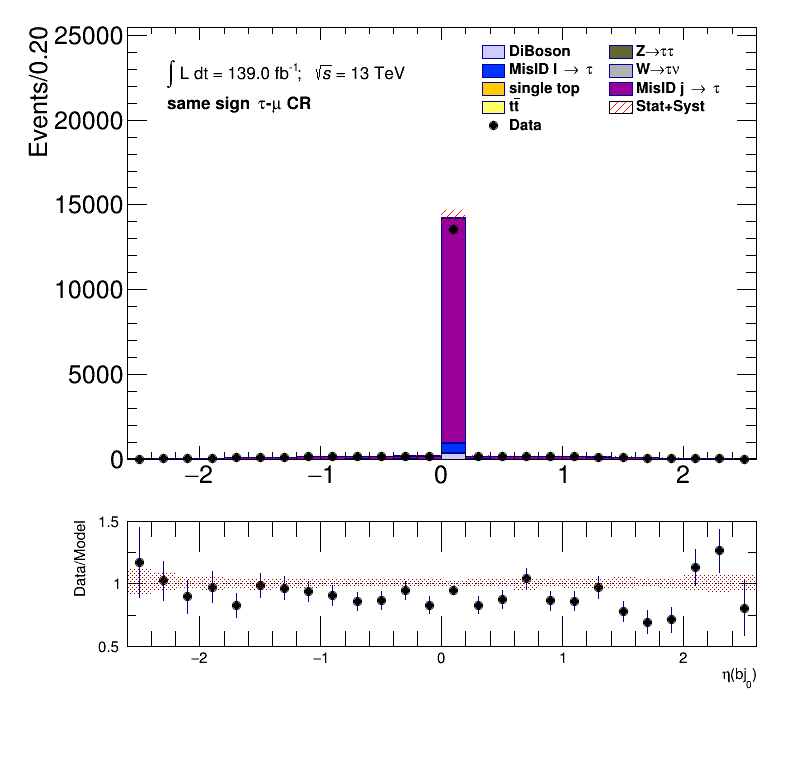 Events/0.20
25000
20000
15000
10000
5000
0
∫ L dt = 139.0 fb⁻¹; √s = 13 TeV
same sign τ-μ CR
DiBoson
MisID l → τ
single top
tt̄
Data
Z→ττ
W→τν
MisID j → τ
Stat+Syst
−2 −1 0 1 2
Data/Model
1.5
1
0.5
−2 −1 0 1 2
η(bj₀)